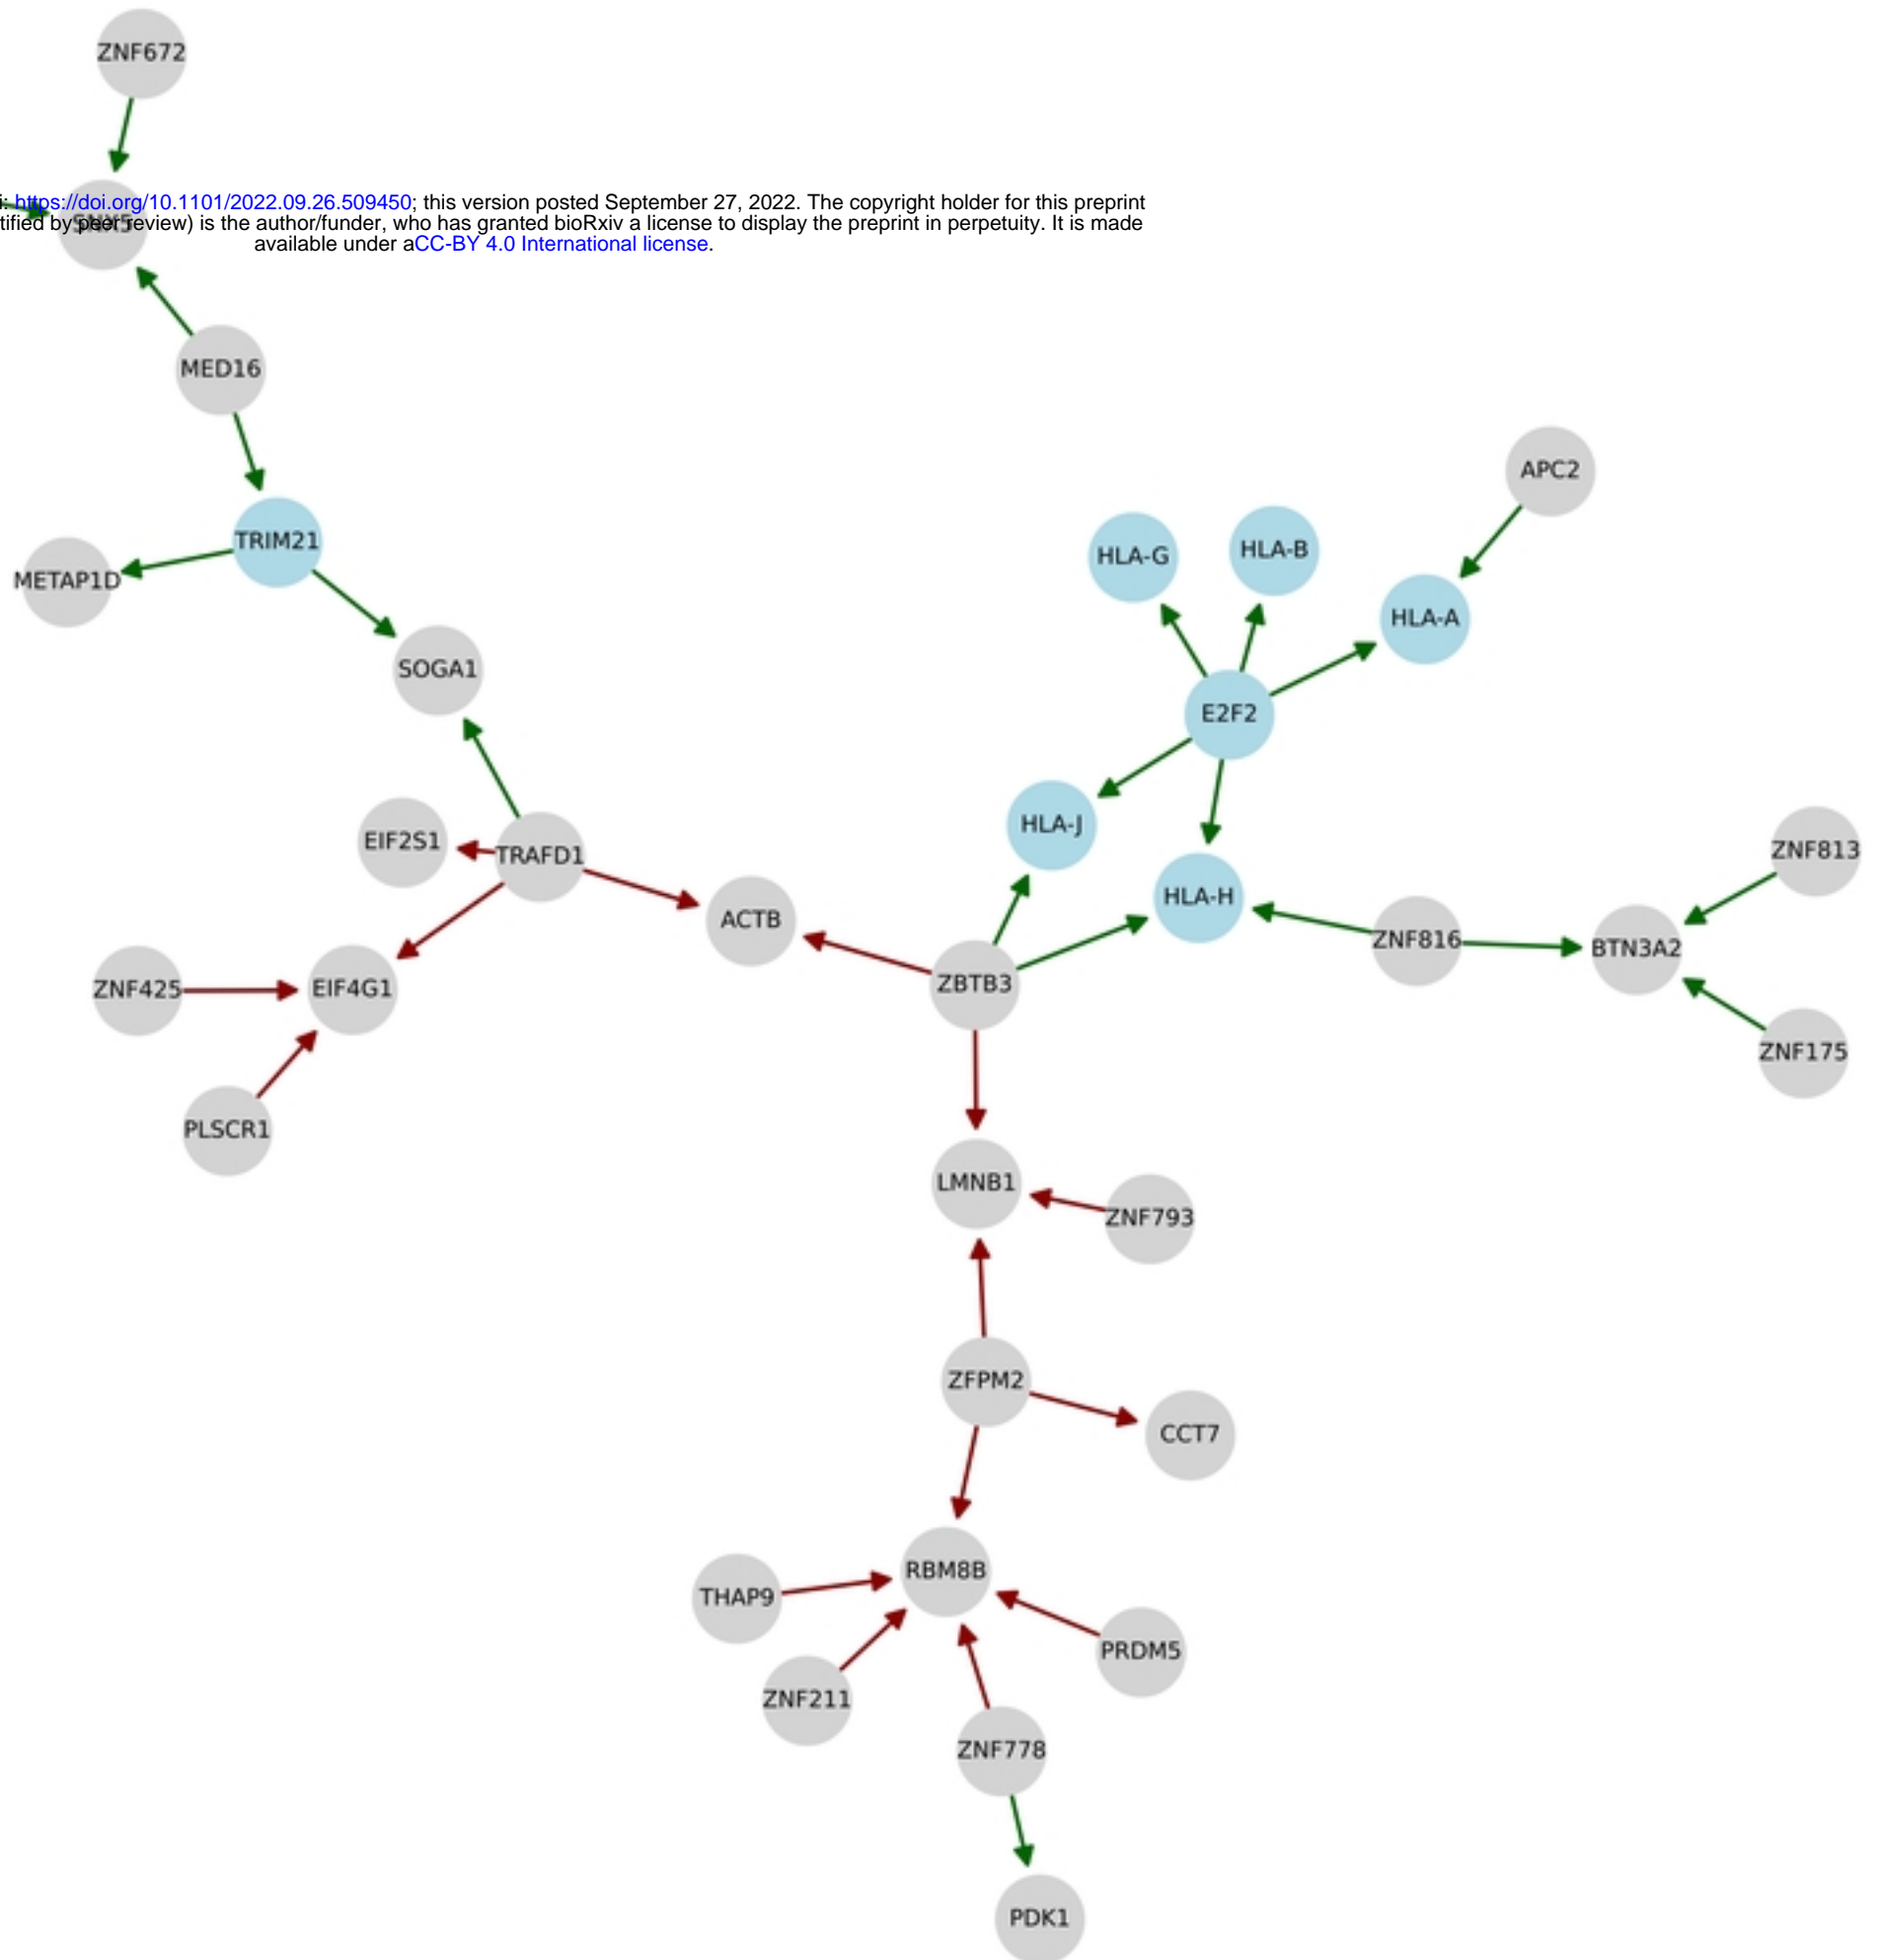 ZNF672
i: https://doi.org/10.1101/2022.09.26.509450; this version posted September 27, 2022. The copyright holder for this preprint
SNX5
tified by peer review) is the author/funder, who has granted bioRxiv a license to display the preprint in perpetuity. It is made
available under aCC-BY 4.0 International license.
MED16
APC2
TRIM21
HLA-G
HLA-B
METAP1D
HLA-A
SOGA1
E2F2
HLA-J
EIF2S1
TRAFD1
ZNF813
HLA-H
ACTB
ZNF816
BTN3A2
ZBTB3
ZNF425
EIF4G1
ZNF175
PLSCR1
LMNB1
ZNF793
ZFPM2
CCT7
RBM8B
THAP9
PRDM5
ZNF211
ZNF778
PDK1